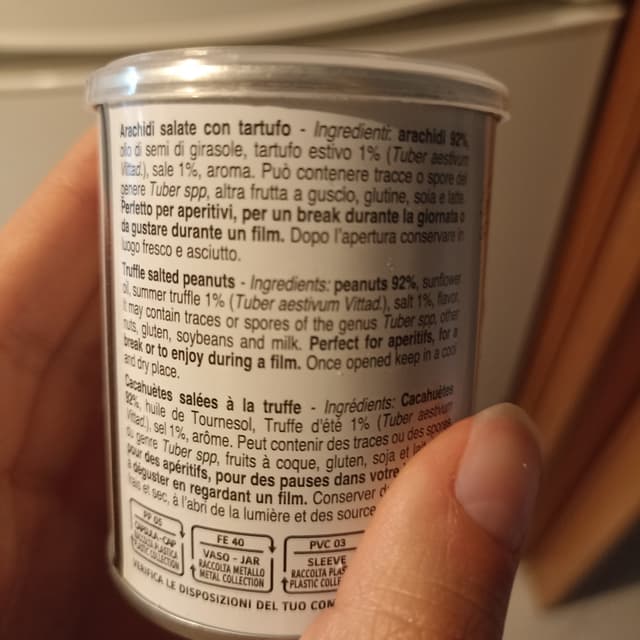 Arachidi salate con tartufo - Ingredienti: arachidi 92%,
olio di semi di girasole, tartufo estivo 1% (Tuber aestivum
Vittad.), sale 1%, aroma. Può contenere tracce o spore del
genere Tuber spp, altra frutta a guscio, glutine, soia e latte.
Perfetto per aperitivi, per un break durante la giornata o
da gustare durante un film. Dopo l'apertura conservare in
luogo fresco e asciutto.
Truffle salted peanuts - Ingredients: peanuts 92%, sunflower
oil, summer truffle 1% (Tuber aestivum Vittad.), salt 1%, flavor.
It may contain traces or spores of the genus Tuber spp, other
nuts, gluten, soybeans and milk. Perfect for aperitifs, for a
break or to enjoy during a film. Once opened keep in a cool
and dry place.
Cacahuètes salées à la truffe - Ingrédients: Cacahuètes
92%, huile de Tournesol, Truffe d'été 1% (Tuber aestivum
Vittad.), sel 1%, arôme. Peut contenir des traces ou des spores
du genre Tuber spp, fruits à coque, gluten, soja et
pour des apéritifs, pour des pauses dans votre
à déguster en regardant un film. Conserver
frais et sec, à l'abri de la lumière et des source
PP 05
CAPSULA - CAP
RACCOLTA PLASTICA
PLASTIC COLLECTION
FE 40
VASO - JAR
RACCOLTA METALLO
METAL COLLECTION
PVC 03
SLEEVE
RACCOLTA PLAS
PLASTIC COLLE
VERIFICA LE DISPOSIZIONI DEL TUO COM